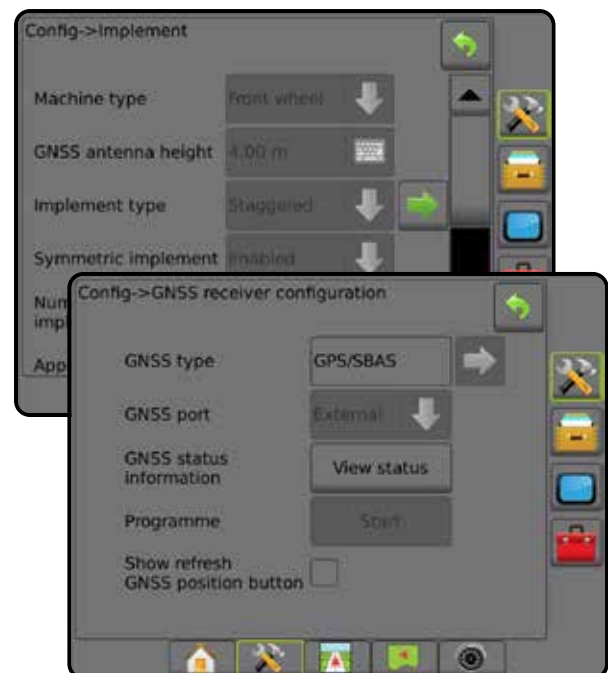 Config->Implement
Machine type
Front wheel
GNSS antenna height
4.00 m
Implement type
Staggered
Symmetric implement
Enabled
Num
impl
App
Config->GNSS receiver configuration
GNSS type
GPS/SBAS
GNSS port
External
GNSS status
information
View status
Programme
Start
Show refresh
GNSS position button